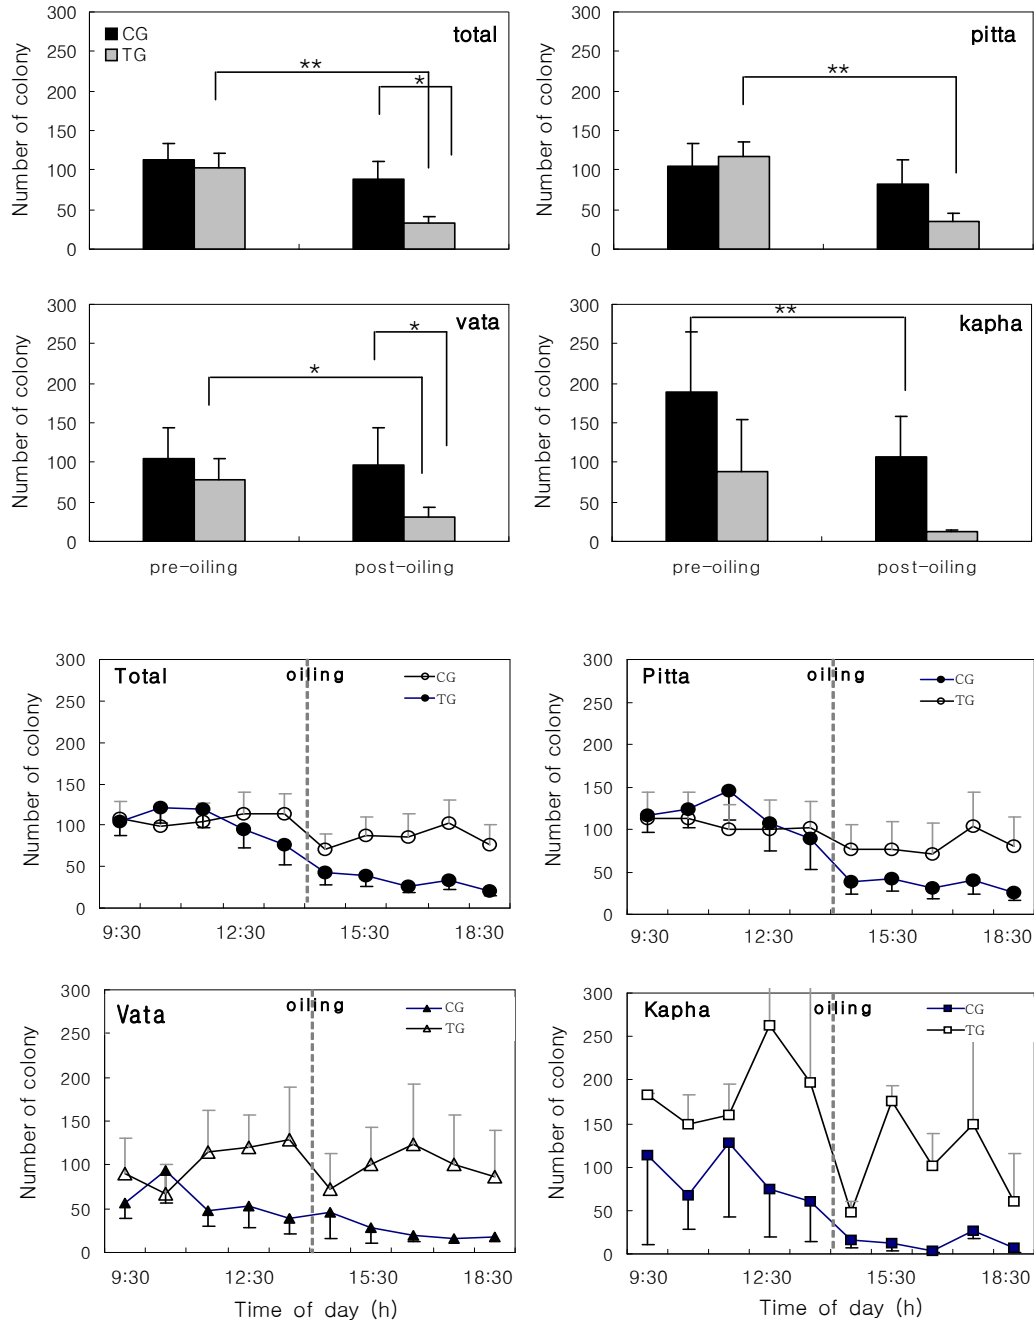 300
250
200
150
100
50
0
Number of colony
CG
TG
total
**
*
300
250
200
150
100
50
0
Number of colony
pitta
**
300
250
200
150
100
50
0
Number of colony
vata
*
*
pre-oiling
post-oiling
300
250
200
150
100
50
0
Number of colony
kapha
**
pre-oiling
post-oiling
300
250
200
150
100
50
0
Number of colony
Total
oiling
CG
TG
9:30
12:30
15:30
18:30
300
250
200
150
100
50
0
Number of colony
Pitta
oiling
CG
TG
9:30
12:30
15:30
18:30
300
250
200
150
100
50
0
Number of colony
Vata
oiling
CG
TG
9:30
12:30
15:30
18:30
Time of day (h)
300
250
200
150
100
50
0
Number of colony
Kapha
oiling
CG
TG
9:30
12:30
15:30
18:30
Time of day (h)